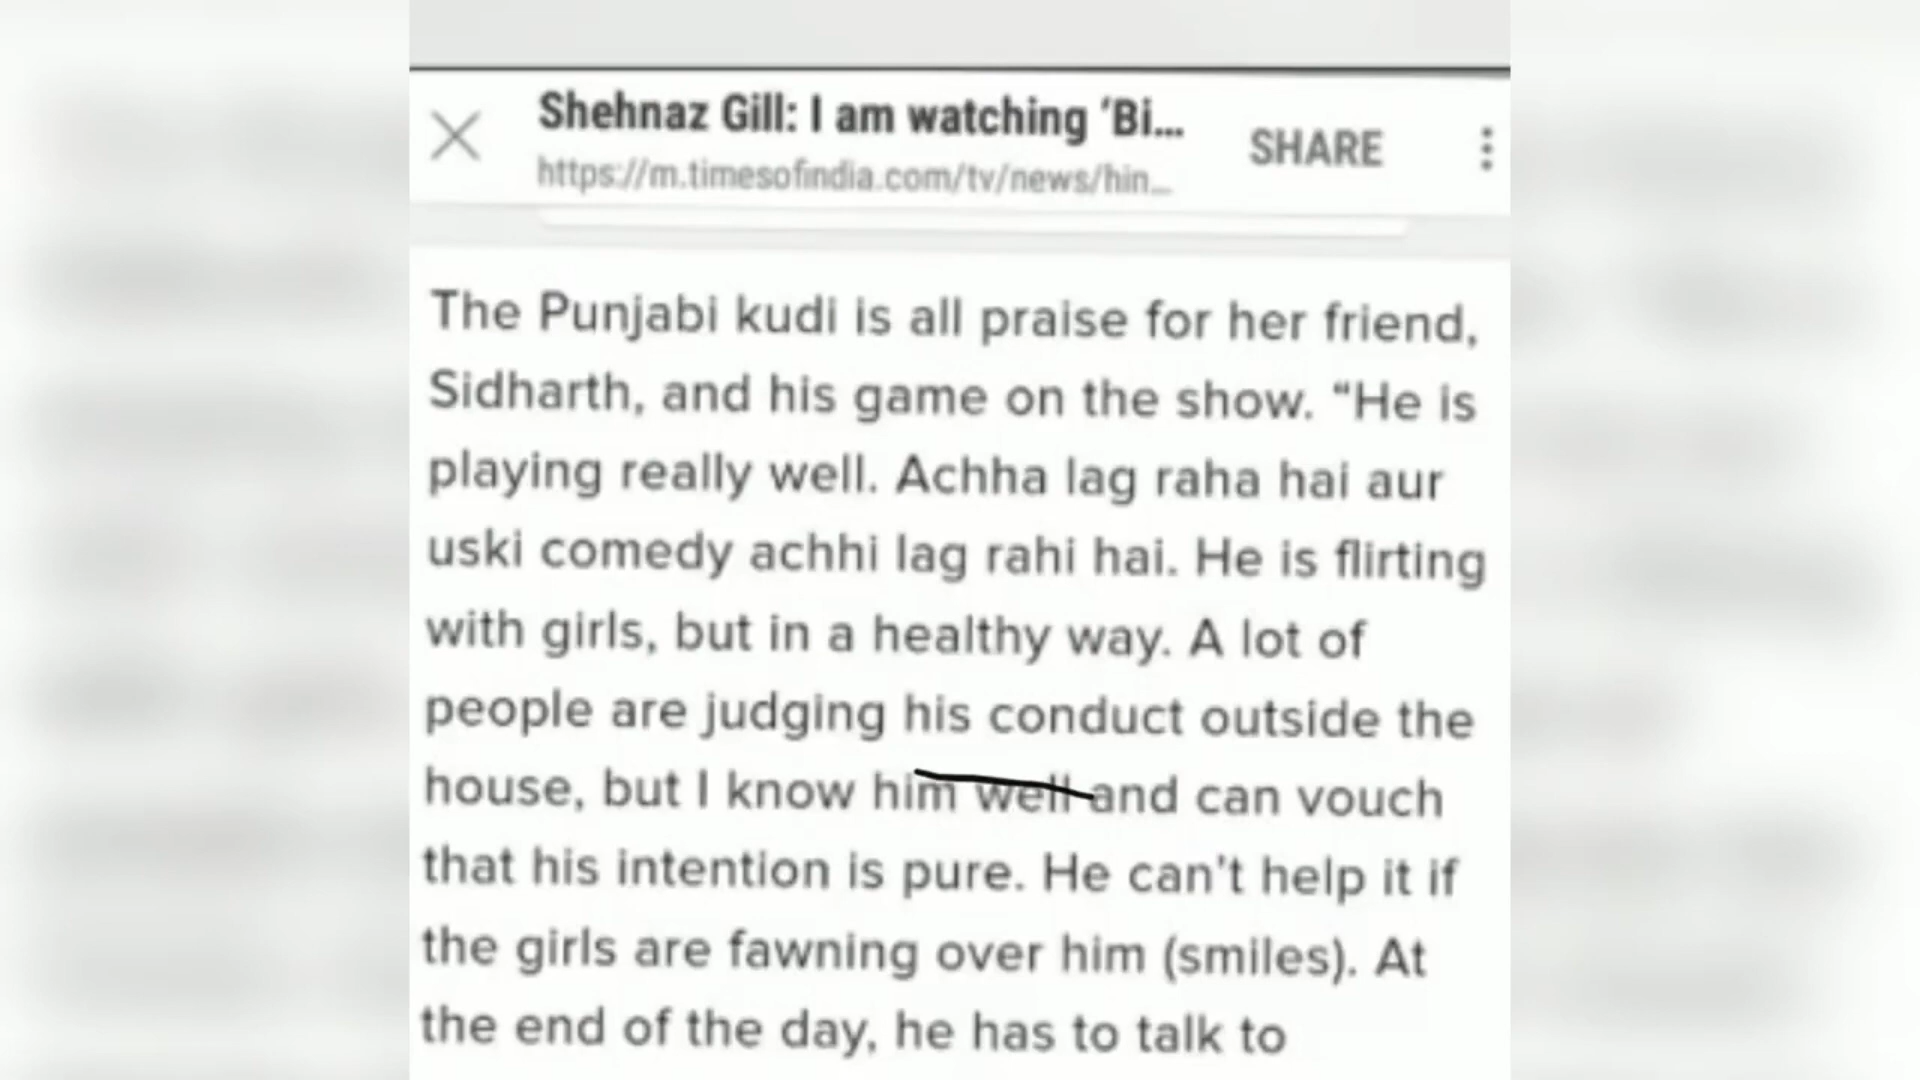 Shehnaz Gill: I am watching ‘Bi...
https://m.timesofindia.com/tv/news/hin...
SHARE
The Punjabi kudi is all praise for her friend,
Sidharth, and his game on the show. “He is
playing really well. Achha lag raha hai aur
uski comedy achhi lag rahi hai. He is flirting
with girls, but in a healthy way. A lot of
people are judging his conduct outside the
house, but I know him well and can vouch
that his intention is pure. He can't help it if
the girls are fawning over him (smiles). At
the end of the day, he has to talk to